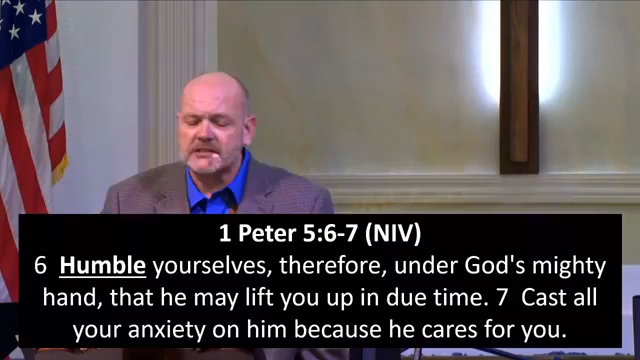 1 Peter 5:6-7 (NIV)
6 Humble yourselves, therefore, under God's mighty
hand, that he may lift you up in due time. 7 Cast all
your anxiety on him because he cares for you.